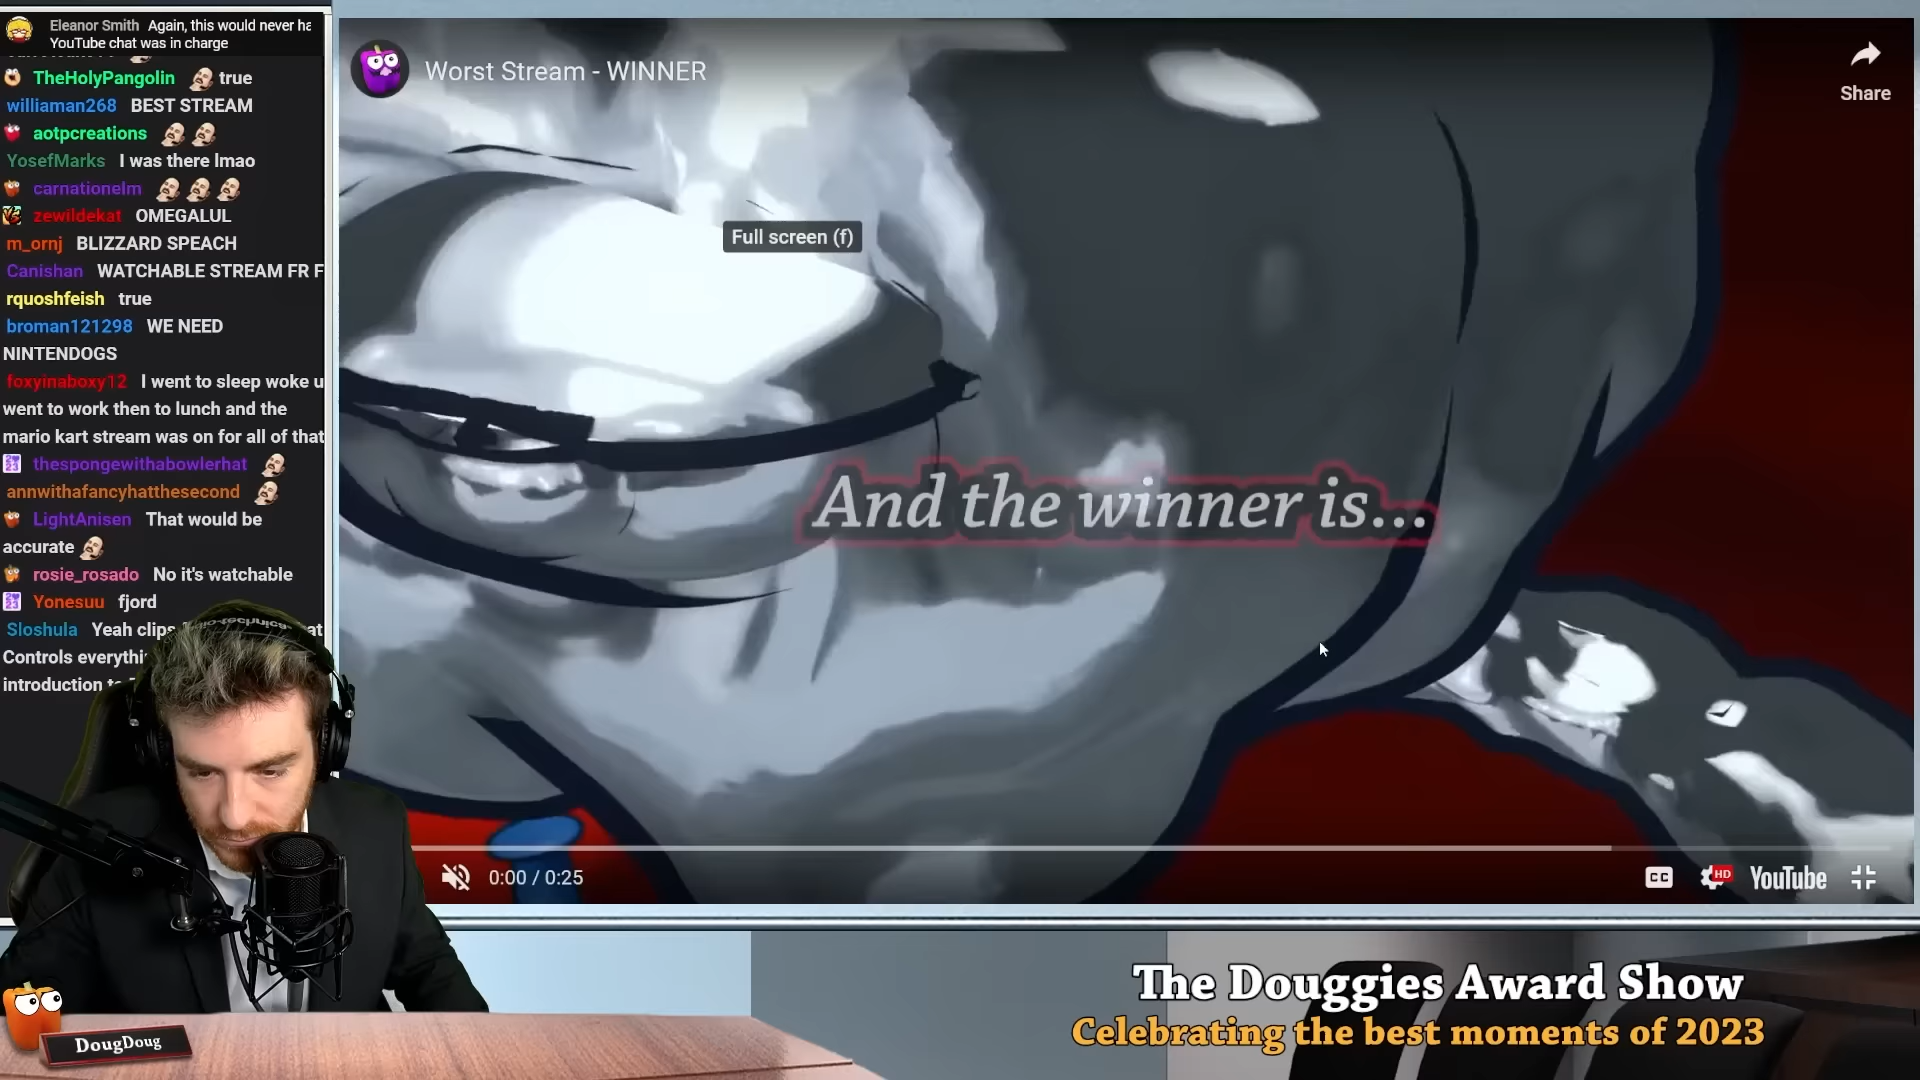 Eleanor Smith Again, this would never ha
YouTube chat was in charge
TheHolyPangolin true
williaman268 BEST STREAM
aotpcreations
YosefMarks I was there lmao
carnationelm
zewildekat OMEGALUL
m_ornj BLIZZARD SPEACH
Canishan WATCHABLE STREAM FR F
rquoshfeish true
broman121298 WE NEED
NINTENDOGS
foxyinaboxy12 I went to sleep woke u
went to work then to lunch and the
mario kart stream was on for all of that
thespongewithabowlerhat
annwithafancyhatthesecond
LightAnisen That would be
accurate
rosie_rosado No it's watchable
Yonesuu fjord
Sloshula Yeah clips at
Controls everythi
introduction
Worst Stream - WINNER
Share
Full screen (f)
And the winner is...
0:00 / 0:25
CC
HD
YouTube
DougDoug
The Douggies Award Show
Celebrating the best moments of 2023